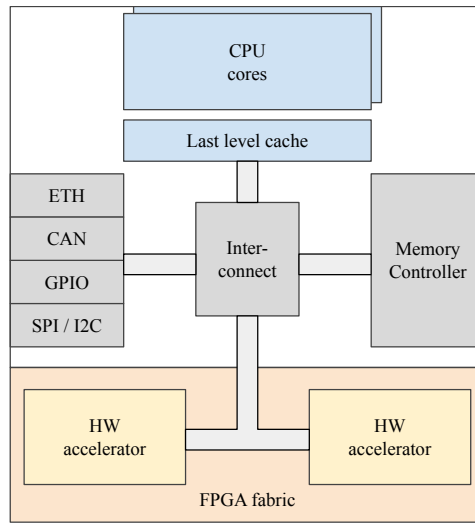 CPU
cores
Last level cache
ETH
CAN
GPIO
SPI / I2C
Inter-
connect
Memory
Controller
HW
accelerator
HW
accelerator
FPGA fabric